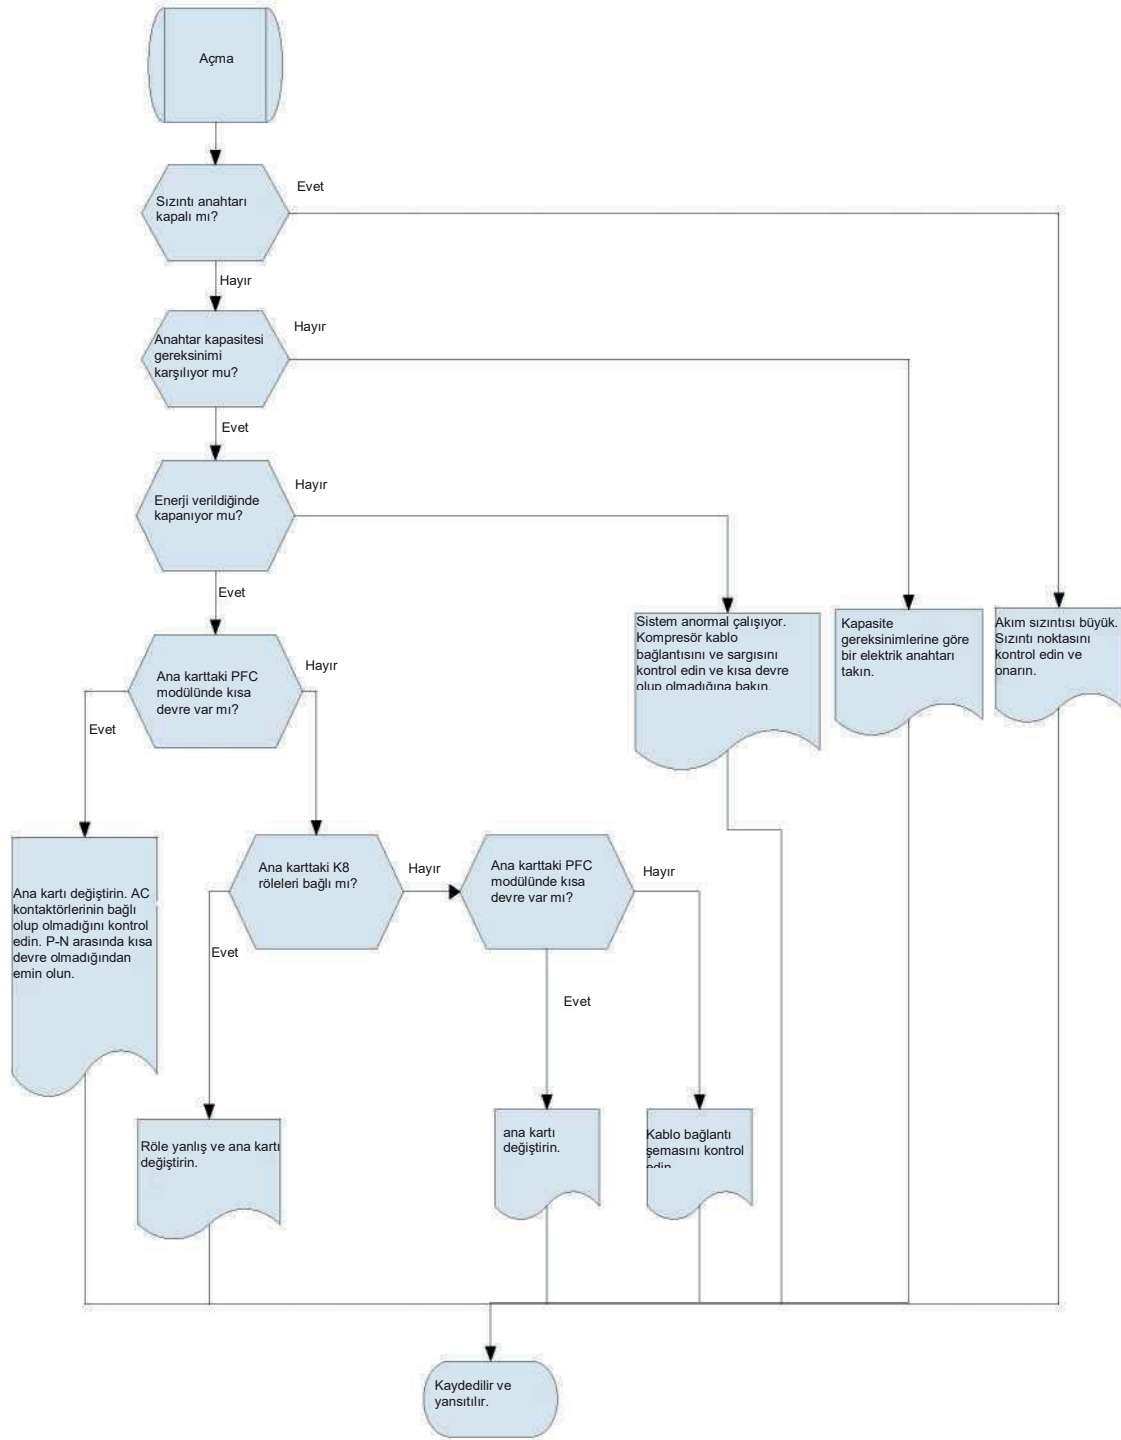 Açma
Sızıntı anahtarı
kapalı mı?
Evet
Hayır
Anahtar kapasitesi
gereksinimi
karşılıyor mu?
Hayır
Evet
Enerji verildiğinde
kapanıyor mu?
Hayır
Evet
Ana karttaki PFC
modülünde kısa
devre var mı?
Hayır
Evet
Sistem anormal çalışıyor.
Kompresör kablo
bağlantısını ve sargısını
kontrol edin ve kısa devre
olup olmadığına bakın.
Kapasite
gereksinimlerine göre
bir elektrik anahtarı
takın.
Akım sızıntısı büyük.
Sızıntı noktasını
kontrol edin ve
onarın.
Ana kartı değiştirin. AC
kontaktörlerinin bağlı
olup olmadığını kontrol
edin. P-N arasında kısa
devre olmadığından
emin olun.
Ana karttaki K8
röleleri bağlı mı?
Hayır
Evet
Ana karttaki PFC
modülünde kısa
devre var mı?
Hayır
Evet
Röle yanlış ve ana kartı
değiştirin.
ana kartı
değiştirin.
Kablo bağlantı
şemasını kontrol
edin
Kaydedilir ve
yansıtılır.